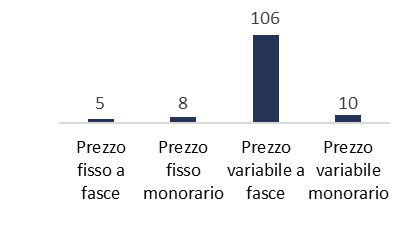 106
5
8
10
Prezzo
fisso a
fasce
Prezzo
fisso
monorario
Prezzo
variabile a
fasce
Prezzo
variabile
monorario